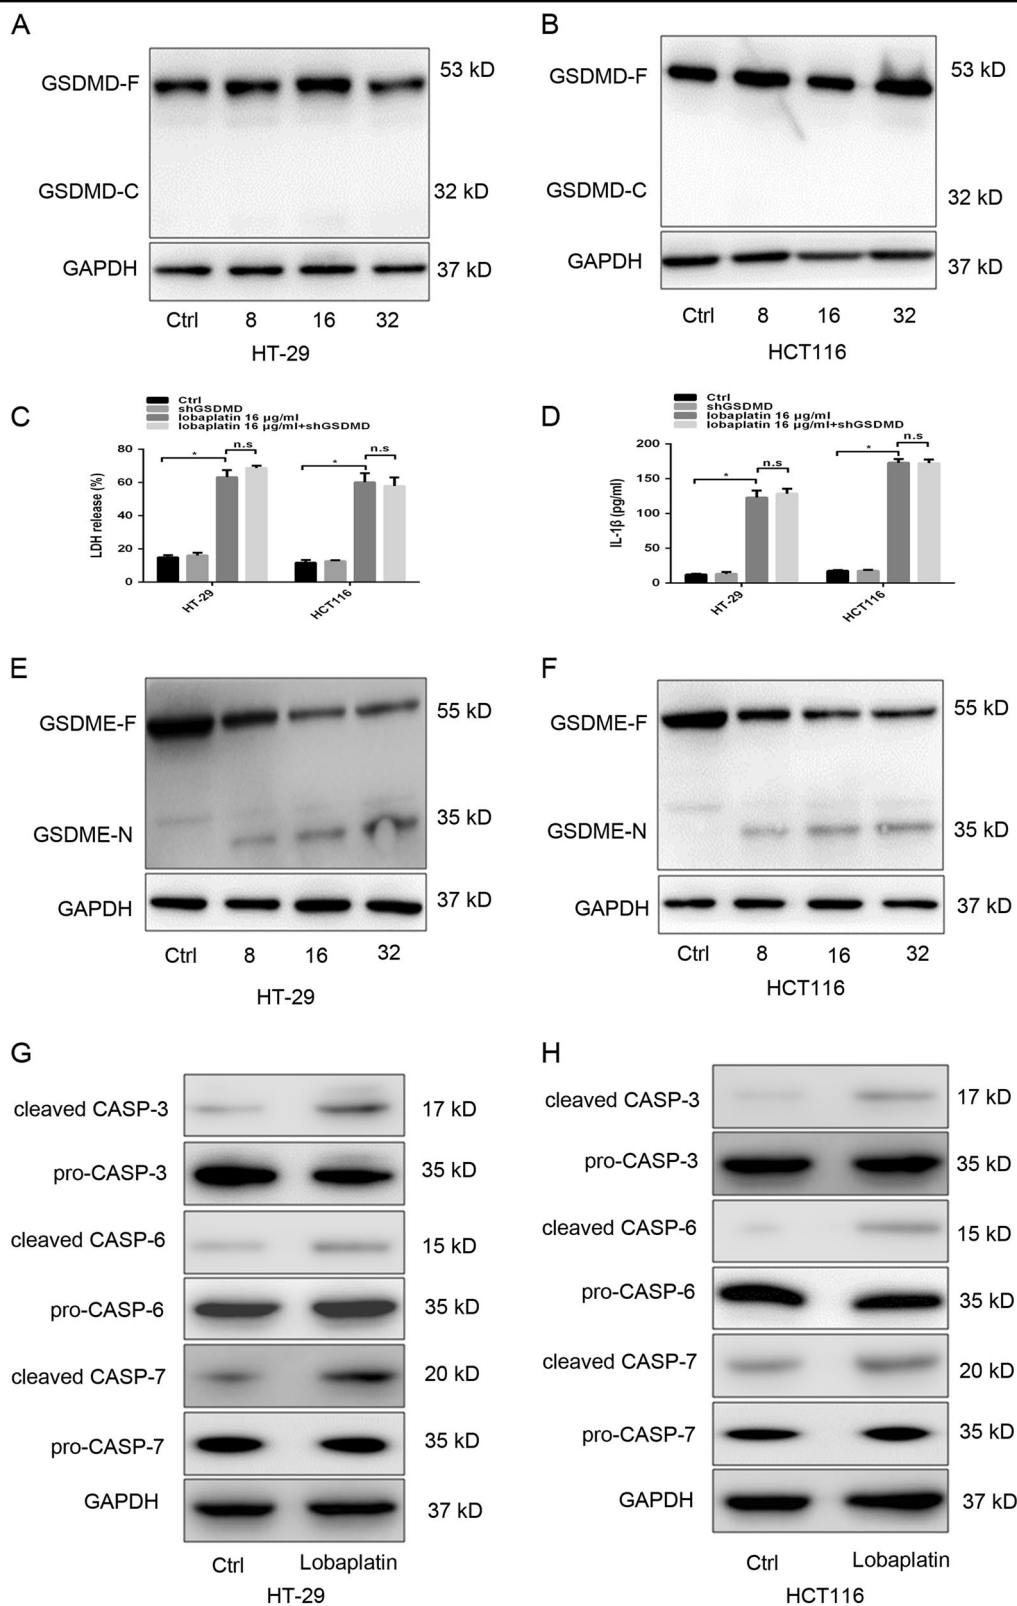 A
GSDMD-F
53 kD
GSDMD-C
32 kD
GAPDH
37 kD
Ctrl 8 16 32
HT-29
B
GSDMD-F
53 kD
GSDMD-C
32 kD
GAPDH
37 kD
Ctrl 8 16 32
HCT116
C
Ctrl
shGSDMD
lobaplatin 16 µg/ml
lobaplatin 16 µg/ml+shGSDMD
LDH release (%)
80
60
40
20
0
* n.s
* n.s
HT-29
HCT116
D
Ctrl
shGSDMD
lobaplatin 16 µg/ml
lobaplatin 16 µg/ml+shGSDMD
IL-1β (pg/ml)
200
150
100
50
0
* n.s
* n.s
HT-29
HCT116
E
GSDME-F
55 kD
GSDME-N
35 kD
GAPDH
37 kD
Ctrl 8 16 32
HT-29
F
GSDME-F
55 kD
GSDME-N
35 kD
GAPDH
37 kD
Ctrl 8 16 32
HCT116
G
cleaved CASP-3 17 kD
pro-CASP-3 35 kD
cleaved CASP-6 15 kD
pro-CASP-6 35 kD
cleaved CASP-7 20 kD
pro-CASP-7 35 kD
GAPDH 37 kD
Ctrl Lobaplatin
HT-29
H
cleaved CASP-3 17 kD
pro-CASP-3 35 kD
cleaved CASP-6 15 kD
pro-CASP-6 35 kD
cleaved CASP-7 20 kD
pro-CASP-7 35 kD
GAPDH 37 kD
Ctrl Lobaplatin
HCT116